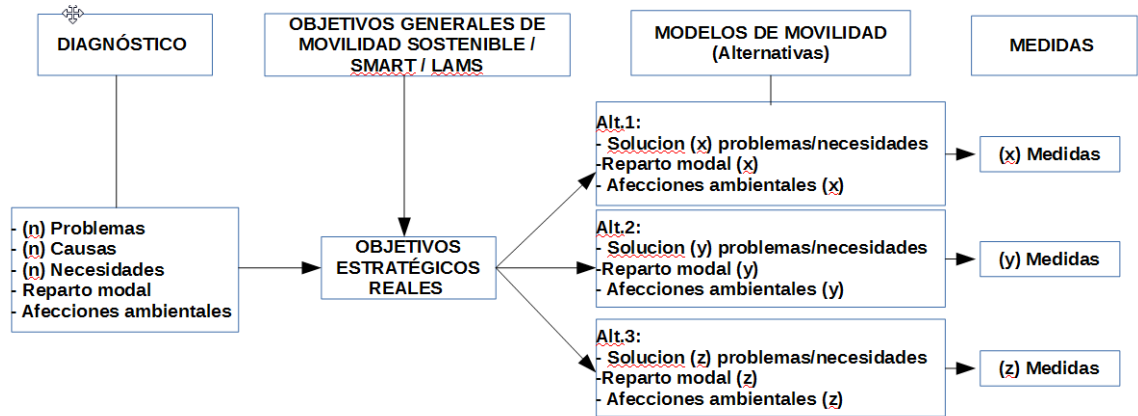 DIAGNÓSTICO
OBJETIVOS GENERALES DE
MOVILIDAD SOSTENIBLE /
SMART / LAMS
MODELOS DE MOVILIDAD
(Alternativas)
MEDIDAS
- (n) Problemas
- (n) Causas
- (n) Necesidades
- Reparto modal
- Afecciones ambientales
OBJETIVOS
ESTRATÉGICOS
REALES
Alt.1:
- Solucion (x) problemas/necesidades
-Reparto modal (x)
- Afecciones ambientales (x)
(x) Medidas
Alt.2:
- Solucion (y) problemas/necesidades
-Reparto modal (y)
- Afecciones ambientales (y)
(y) Medidas
Alt.3:
- Solucion (z) problemas/necesidades
-Reparto modal (z)
- Afecciones ambientales (z)
(z) Medidas